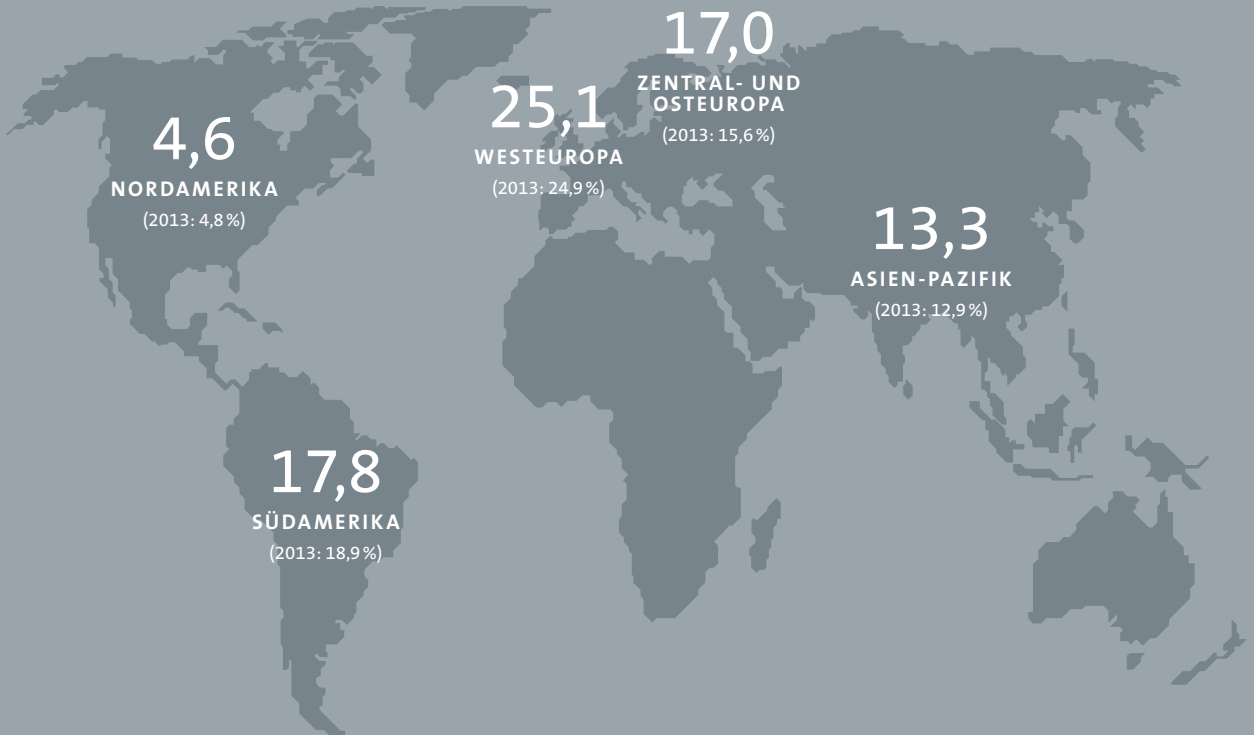 17,0
ZENTRAL- UND
OSTEUROPA
(2013: 15,6 %)
25,1
WESTEUROPA
(2013: 24,9 %)
4,6
NORDAMERIKA
(2013: 4,8 %)
13,3
ASIEN-PAZIFIK
(2013: 12,9 %)
17,8
SÜDAMERIKA
(2013: 18,9 %)